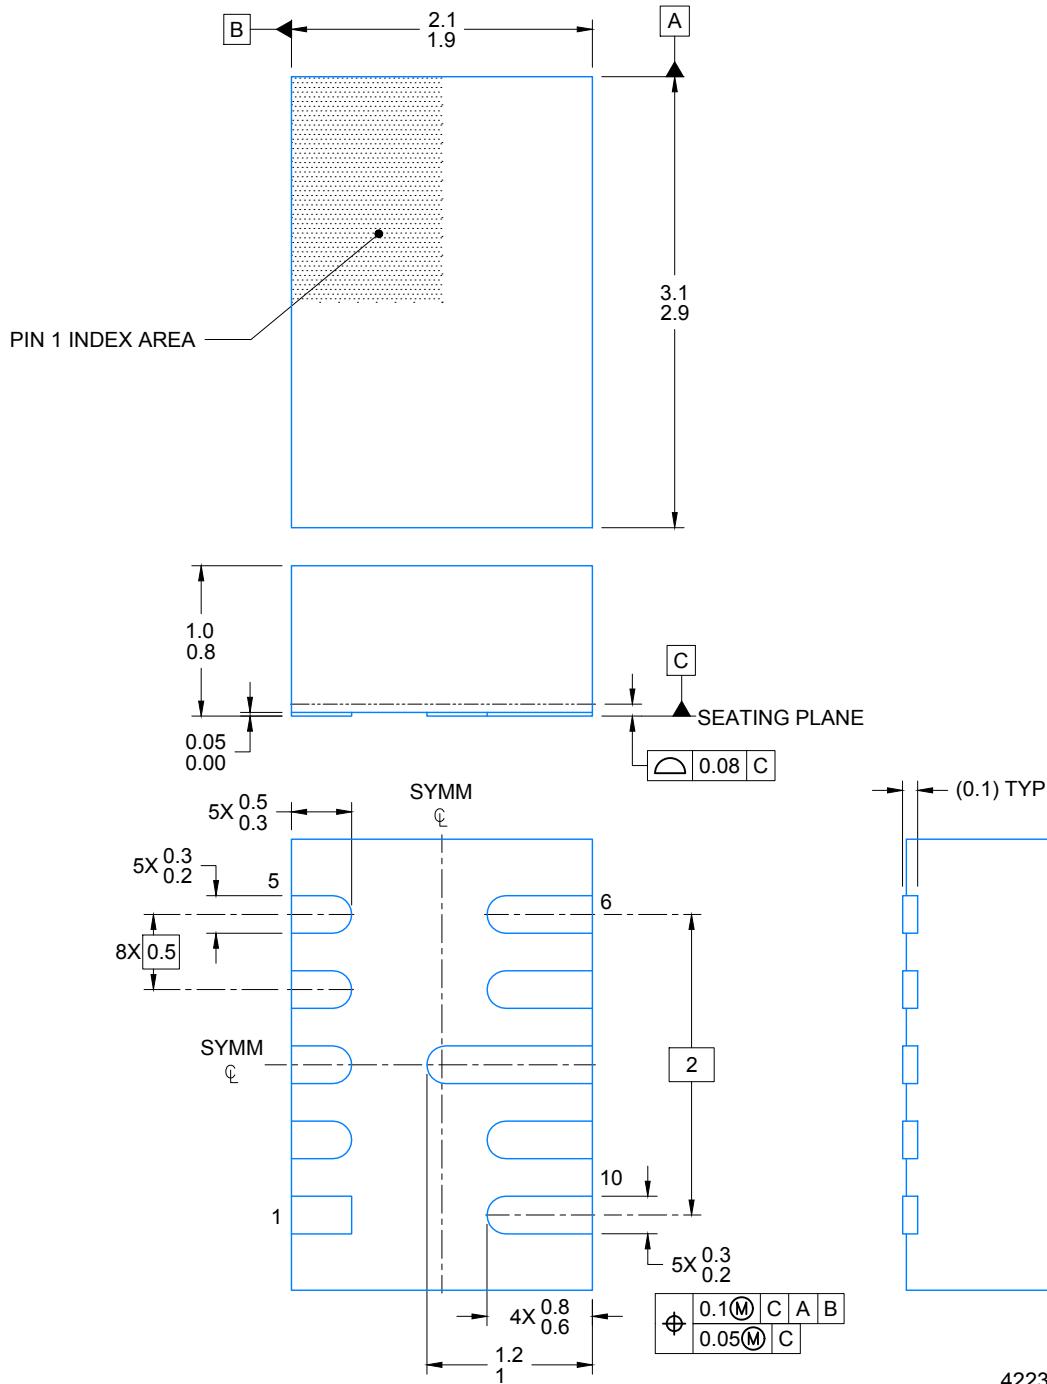 B
2.1
1.9
A
3.1
2.9
PIN 1 INDEX AREA
1.0
0.8
C
SEATING PLANE
0.05
0.00
0.08 C
SYMM
℄
(0.1) TYP
5X 0.5
0.3
5X 0.3
0.2
5
6
8X 0.5
SYMM
℄
2
10
1
5X 0.3
0.2
4X 0.8
0.6
⌖ 0.1Ⓜ C A B
0.05Ⓜ C
1.2
1
4223